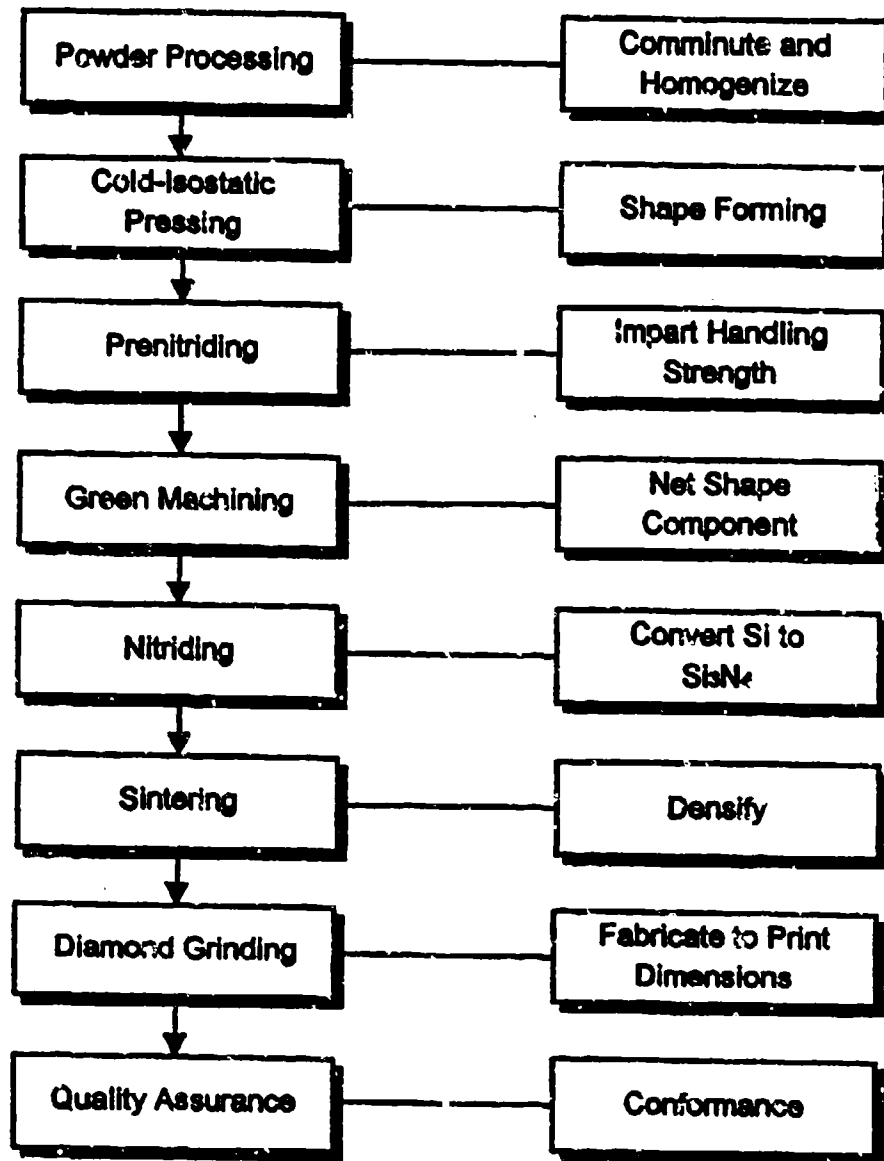 Powder Processing
Comminute and
Homogenize
Cold-Isostatic
Pressing
Shape Forming
Prenitriding
Impart Handling
Strength
Green Machining
Net Shape
Component
Nitriding
Convert Si to
Si₃N₄
Sintering
Densify
Diamond Grinding
Fabricate to Print
Dimensions
Quality Assurance
Conformance